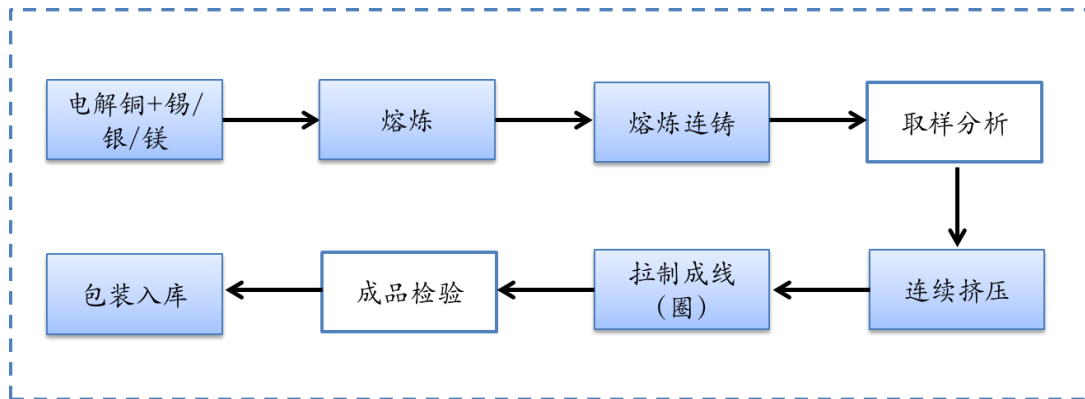 电解铜+锡/
银/镁
熔炼
熔炼连铸
取样分析
连续挤压
拉制成线
(圈)
成品检验
包装入库